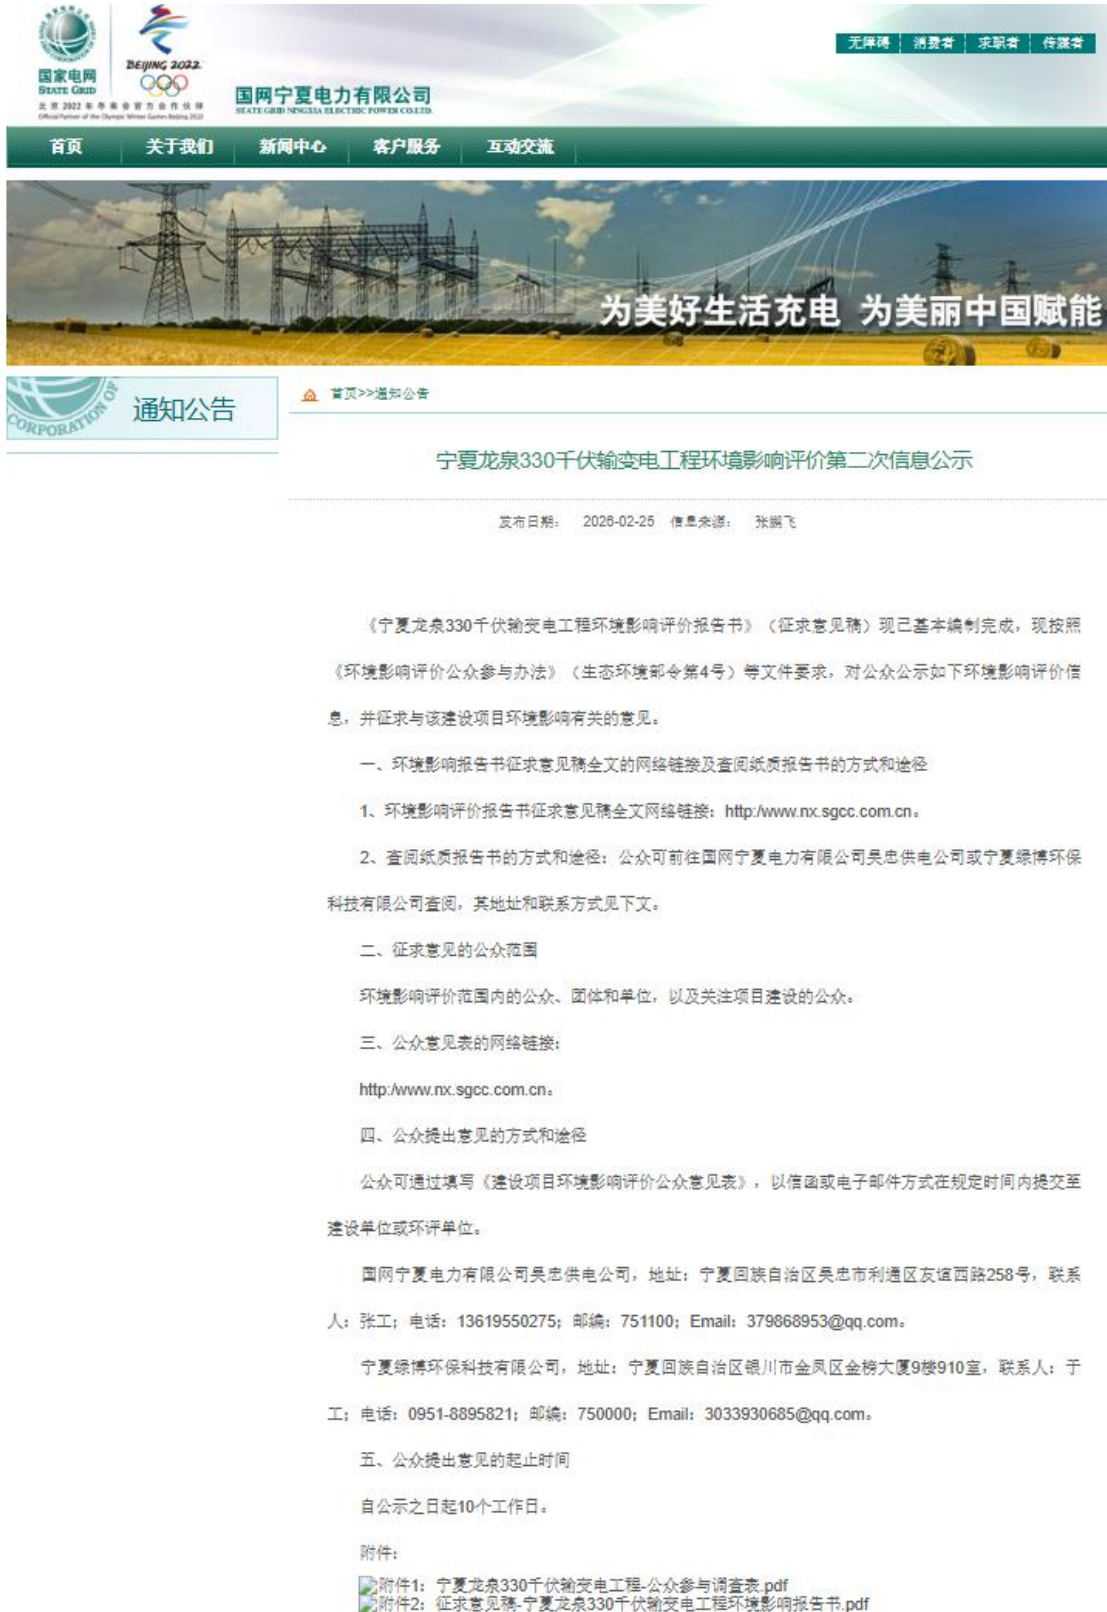 国家电网
STATE GRID
BEIJING 2022
北京2022年冬奥会官方合作伙伴
Official Partner of the Olympic Winter Games Beijing 2022
国网宁夏电力有限公司
STATE GRID NINGXIA ELECTRIC POWER CO.LTD.
无障碍 消费者 求职者 传媒者
首页 关于我们 新闻中心 客户服务 互动交流
为美好生活充电 为美丽中国赋能
CORPORATION OF
通知公告
首页>>通知公告
宁夏龙泉330千伏输变电工程环境影响评价第二次信息公示
发布日期： 2026-02-25 信息来源： 张鹏飞
《宁夏龙泉330千伏输变电工程环境影响评价报告书》（征求意见稿）现已基本编制完成，现按照
《环境影响评价公众参与办法》（生态环境部令第4号）等文件要求，对公众公示如下环境影响评价信
息，并征求与该建设项目环境影响有关的意见。
一、环境影响报告书征求意见稿全文的网络链接及查阅纸质报告书的方式和途径
1、环境影响评价报告书征求意见稿全文网络链接：http:/www.nx.sgcc.com.cn。
2、查阅纸质报告书的方式和途径：公众可前往国网宁夏电力有限公司吴忠供电公司或宁夏绿博环保
科技有限公司查阅，其地址和联系方式见下文。
二、征求意见的公众范围
环境影响评价范围内的公众、团体和单位，以及关注项目建设的公众。
三、公众意见表的网络链接：
http:/www.nx.sgcc.com.cn。
四、公众提出意见的方式和途径
公众可通过填写《建设项目环境影响评价公众意见表》，以信函或电子邮件方式在规定时间内提交至
建设单位或环评单位。
国网宁夏电力有限公司吴忠供电公司，地址：宁夏回族自治区吴忠市利通区友谊西路258号，联系
人：张工；电话：13619550275；邮编：751100；Email：379868953@qq.com。
宁夏绿博环保科技有限公司，地址：宁夏回族自治区银川市金凤区金榜大厦9楼910室，联系人：于
工；电话：0951-8895821；邮编：750000；Email：3033930685@qq.com。
五、公众提出意见的起止时间
自公示之日起10个工作日。
附件：
附件1：宁夏龙泉330千伏输变电工程-公众参与调查表.pdf
附件2：征求意见稿-宁夏龙泉330千伏输变电工程环境影响报告书.pdf